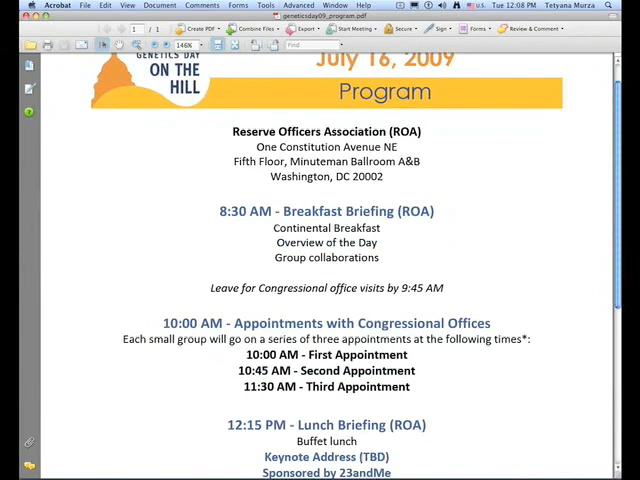 Acrobat File Edit View Document Comments Forms Tools Advanced Window Help Tue 12:08 PM Tetyana Murza
geneticsday09_program.pdf
Create PDF Combine Files Export Start Meeting Secure Sign Forms Review & Comment
1 / 1 146% Find
GENETICS DAY
ON THE
HILL
July 16, 2009
Program
Reserve Officers Association (ROA)
One Constitution Avenue NE
Fifth Floor, Minuteman Ballroom A&B
Washington, DC 20002
8:30 AM - Breakfast Briefing (ROA)
Continental Breakfast
Overview of the Day
Group collaborations
Leave for Congressional office visits by 9:45 AM
10:00 AM - Appointments with Congressional Offices
Each small group will go on a series of three appointments at the following times*:
10:00 AM - First Appointment
10:45 AM - Second Appointment
11:30 AM - Third Appointment
12:15 PM - Lunch Briefing (ROA)
Buffet lunch
Keynote Address (TBD)
Sponsored by 23andMe